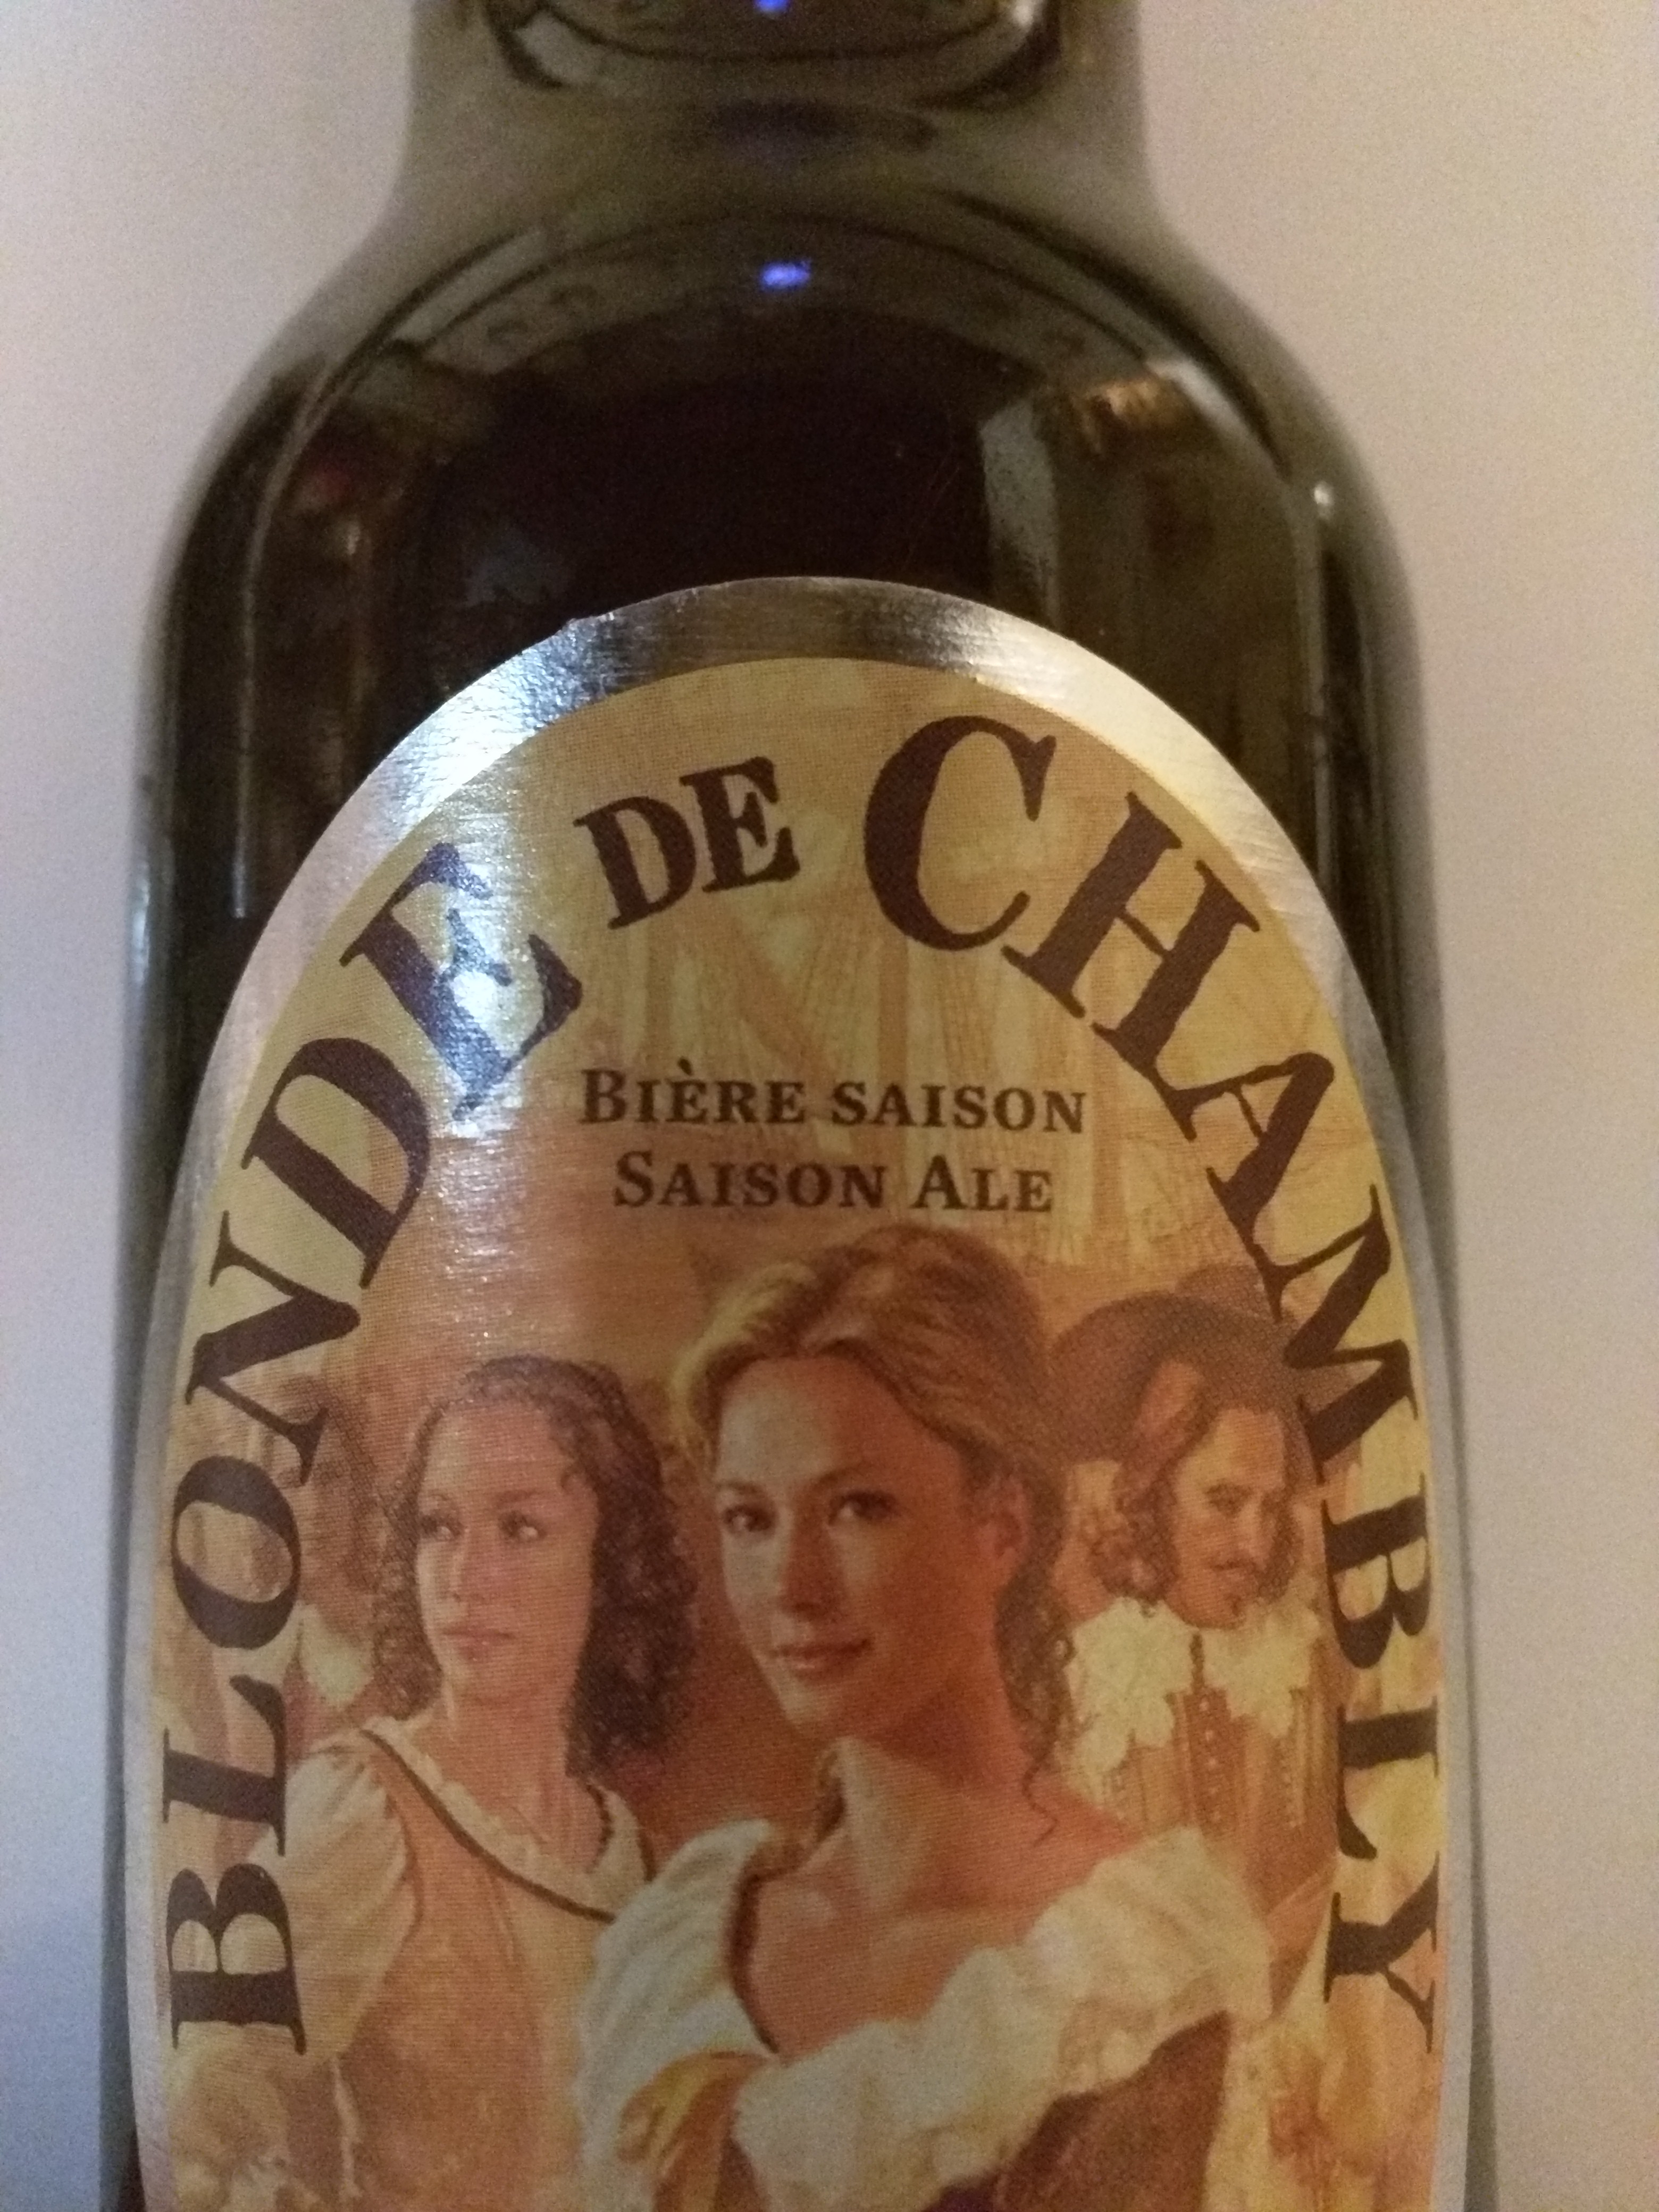 BLONDE DE CHAMBLY
BIÈRE SAISON
SAISON ALE